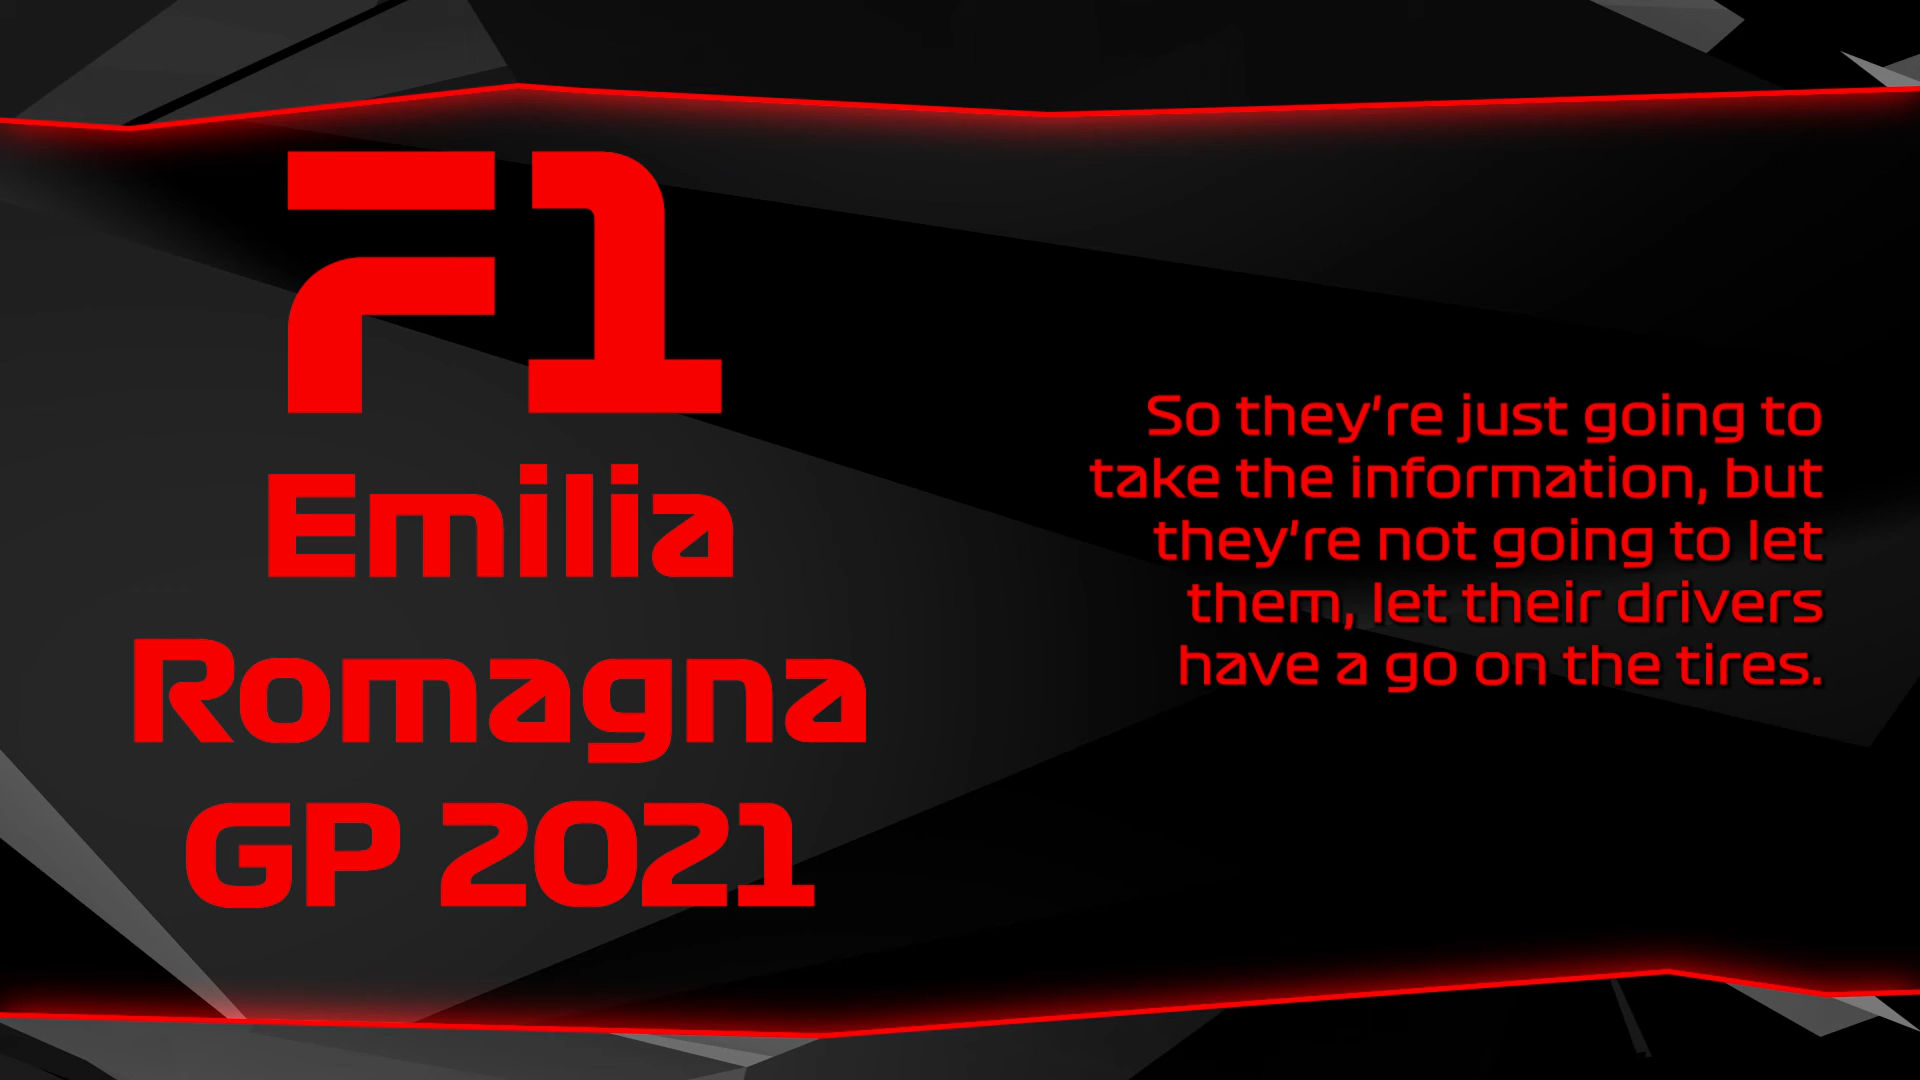 F1
Emilia
Romagna
GP 2021
So they're just going to
take the information, but
they're not going to let
them, let their drivers
have a go on the tires.